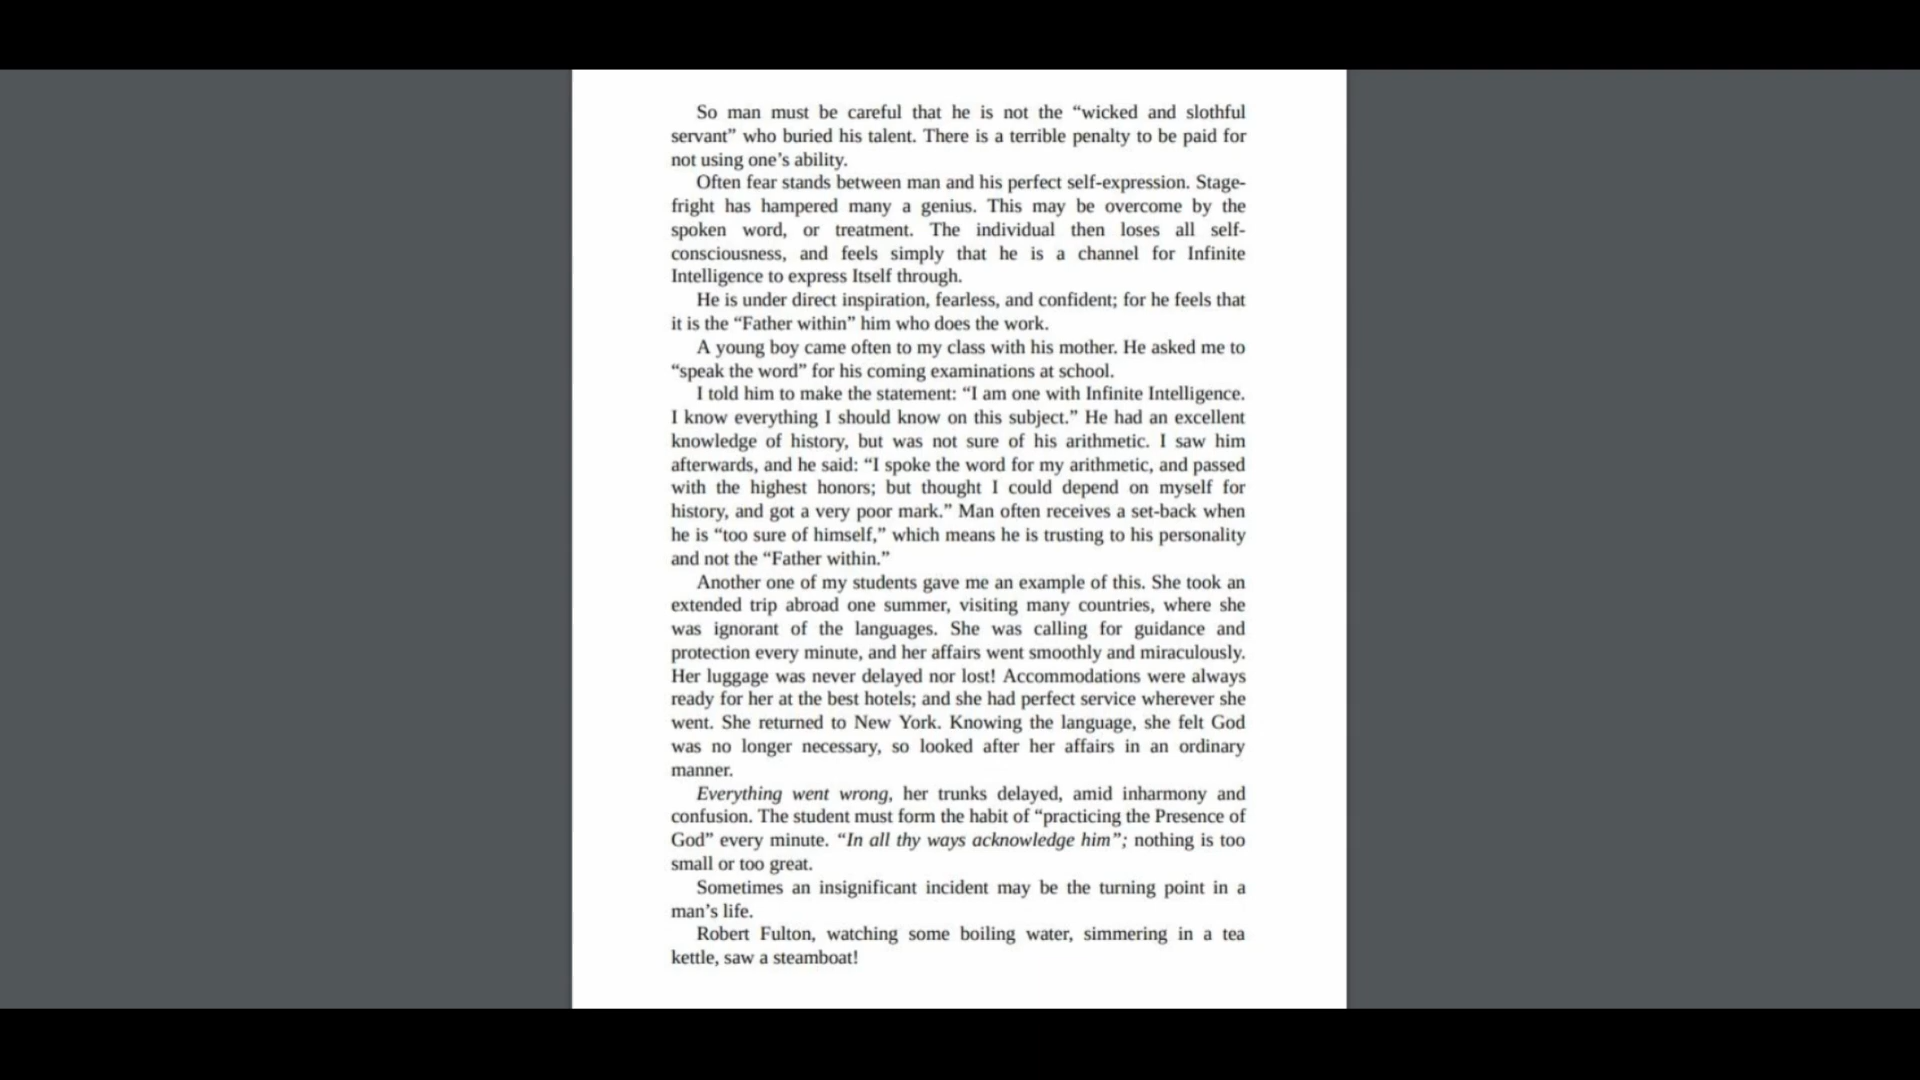 So man must be careful that he is not the “wicked and slothful
servant” who buried his talent. There is a terrible penalty to be paid for
not using one’s ability.
Often fear stands between man and his perfect self-expression. Stage-
fright has hampered many a genius. This may be overcome by the
spoken word, or treatment. The individual then loses all self-
consciousness, and feels simply that he is a channel for Infinite
Intelligence to express Itself through.
He is under direct inspiration, fearless, and confident; for he feels that
it is the “Father within” him who does the work.
A young boy came often to my class with his mother. He asked me to
“speak the word” for his coming examinations at school.
I told him to make the statement: “I am one with Infinite Intelligence.
I know everything I should know on this subject.” He had an excellent
knowledge of history, but was not sure of his arithmetic. I saw him
afterwards, and he said: “I spoke the word for my arithmetic, and passed
with the highest honors; but thought I could depend on myself for
history, and got a very poor mark.” Man often receives a set-back when
he is “too sure of himself,” which means he is trusting to his personality
and not the “Father within.”
Another one of my students gave me an example of this. She took an
extended trip abroad one summer, visiting many countries, where she
was ignorant of the languages. She was calling for guidance and
protection every minute, and her affairs went smoothly and miraculously.
Her luggage was never delayed nor lost! Accommodations were always
ready for her at the best hotels; and she had perfect service wherever she
went. She returned to New York. Knowing the language, she felt God
was no longer necessary, so looked after her affairs in an ordinary
manner.
Everything went wrong, her trunks delayed, amid inharmony and
confusion. The student must form the habit of “practicing the Presence of
God” every minute. “In all thy ways acknowledge him”; nothing is too
small or too great.
Sometimes an insignificant incident may be the turning point in a
man’s life.
Robert Fulton, watching some boiling water, simmering in a tea
kettle, saw a steamboat!